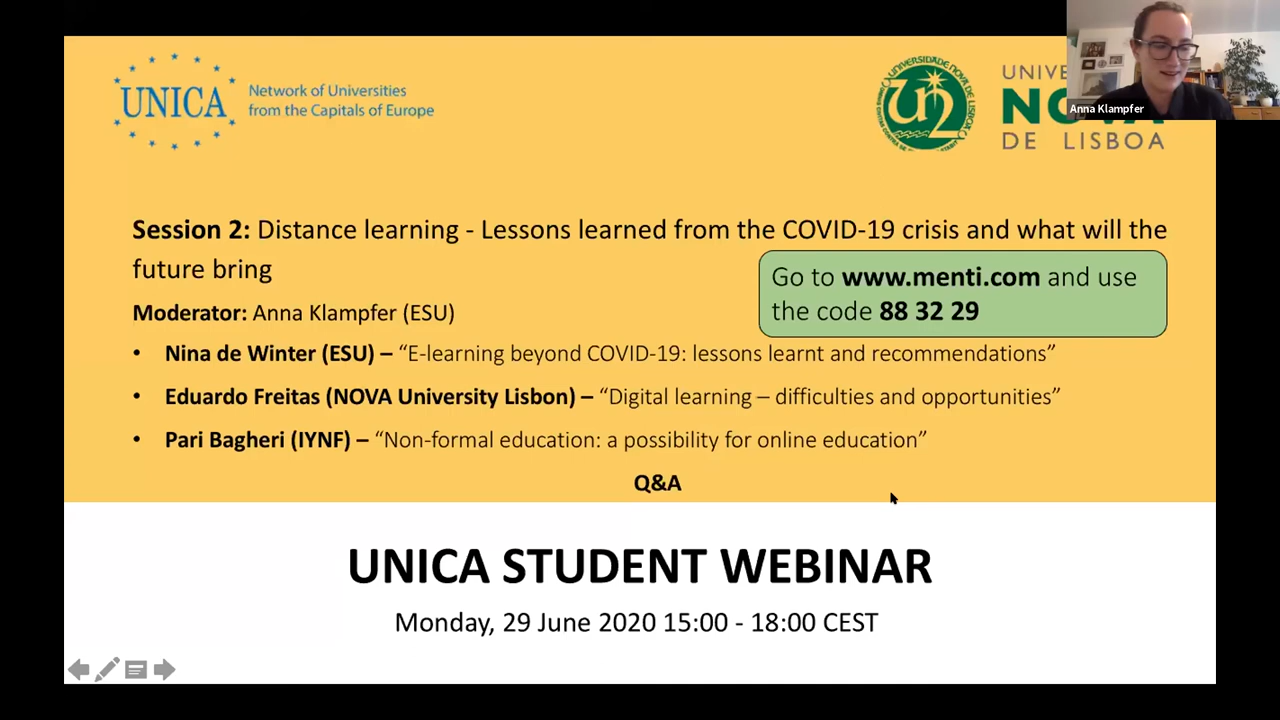 UNICA
Network of Universities
from the Capitals of Europe
UNIVERSIDADE NOVA DE LISBOA
DE LISBOA
Anna Klampfer
Session 2: Distance learning - Lessons learned from the COVID-19 crisis and what will the
future bring
Go to www.menti.com and use
the code 88 32 29
Moderator: Anna Klampfer (ESU)
• Nina de Winter (ESU) – “E-learning beyond COVID-19: lessons learnt and recommendations”
• Eduardo Freitas (NOVA University Lisbon) – “Digital learning – difficulties and opportunities”
• Pari Bagheri (IYNF) – “Non-formal education: a possibility for online education”
Q&A
UNICA STUDENT WEBINAR
Monday, 29 June 2020 15:00 - 18:00 CEST